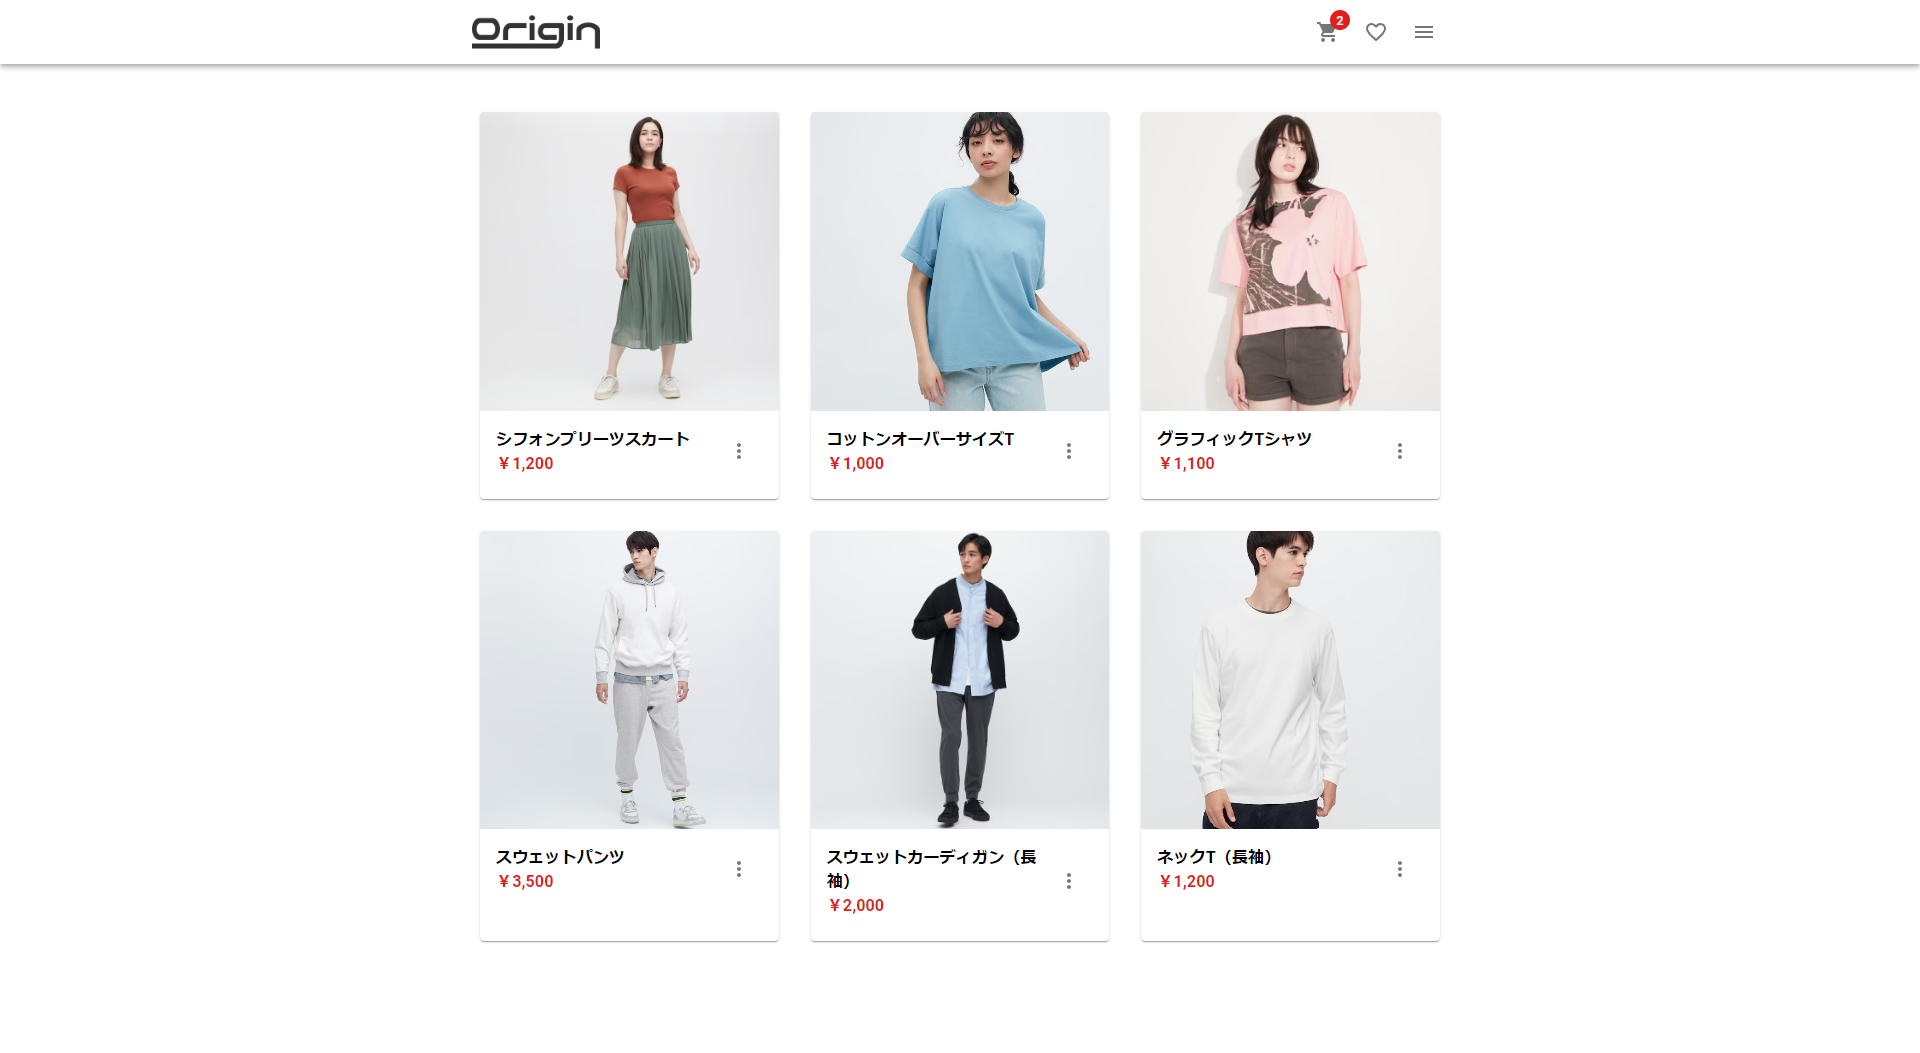 Origin
2
シフォンプリーツスカート
￥1,200
コットンオーバーサイズT
￥1,000
グラフィックTシャツ
￥1,100
スウェットパンツ
￥3,500
スウェットカーディガン（長
袖）
￥2,000
ネックT（長袖）
￥1,200